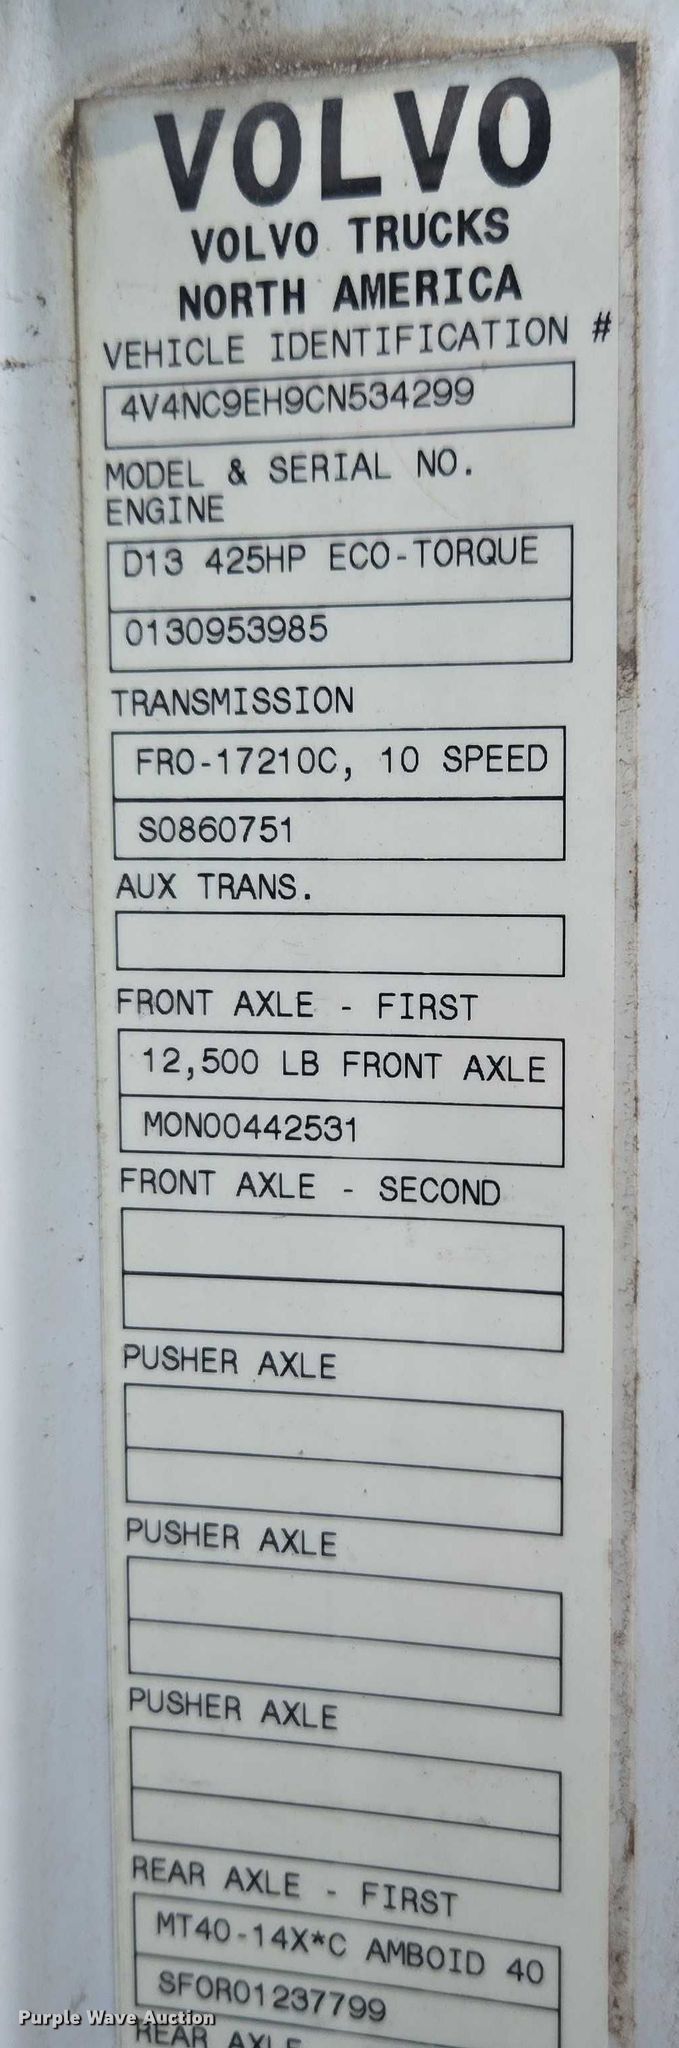 VOLVO
VOLVO TRUCKS
NORTH AMERICA
VEHICLE IDENTIFICATION #
4V4NC9EH9CN534299
MODEL & SERIAL NO.
ENGINE
D13 425HP ECO-TORQUE
0130953985
TRANSMISSION
FRO-17210C, 10 SPEED
S0860751
AUX TRANS.
FRONT AXLE - FIRST
12,500 LB FRONT AXLE
MON00442531
FRONT AXLE - SECOND
PUSHER AXLE
PUSHER AXLE
PUSHER AXLE
REAR AXLE - FIRST
MT40-14X*C AMBOID 40
SFOR01237799
REAR AXLE
Purple Wave Auction